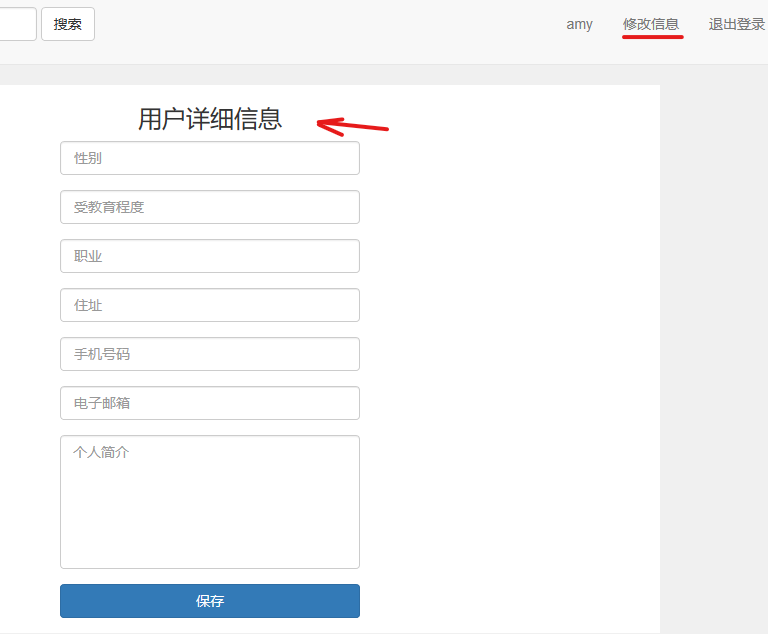 搜索 amy 修改信息 退出登录
用户详细信息
性别
受教育程度
职业
住址
手机号码
电子邮箱
个人简介
保存